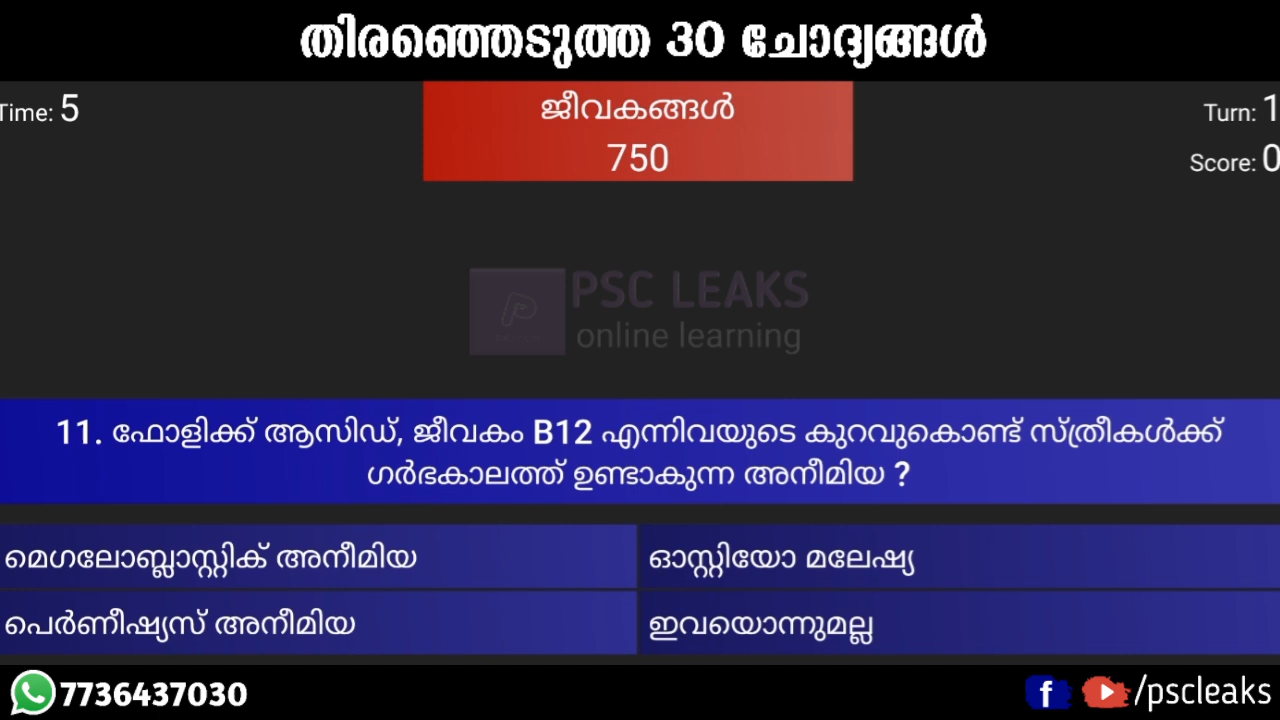 തിരഞ്ഞെടുത്ത 30 ചോദ്യങ്ങൾ
Time: 5
ജീവകങ്ങൾ
750
Turn: 1
Score: 0
PSC LEAKS
online learning
11. ഫോളിക്ക് ആസിഡ്, ജീവകം B12 എന്നിവയുടെ കുറവുകൊണ്ട് സ്ത്രീകൾക്ക്
ഗർഭകാലത്ത് ഉണ്ടാകുന്ന അനീമിയ ?
മെഗലോബ്ലാസ്റ്റിക് അനീമിയ
ഓസ്റ്റിയോ മലേഷ്യ
പെർണീഷ്യസ് അനീമിയ
ഇവയൊന്നുമല്ല
7736437030
/pscleaks